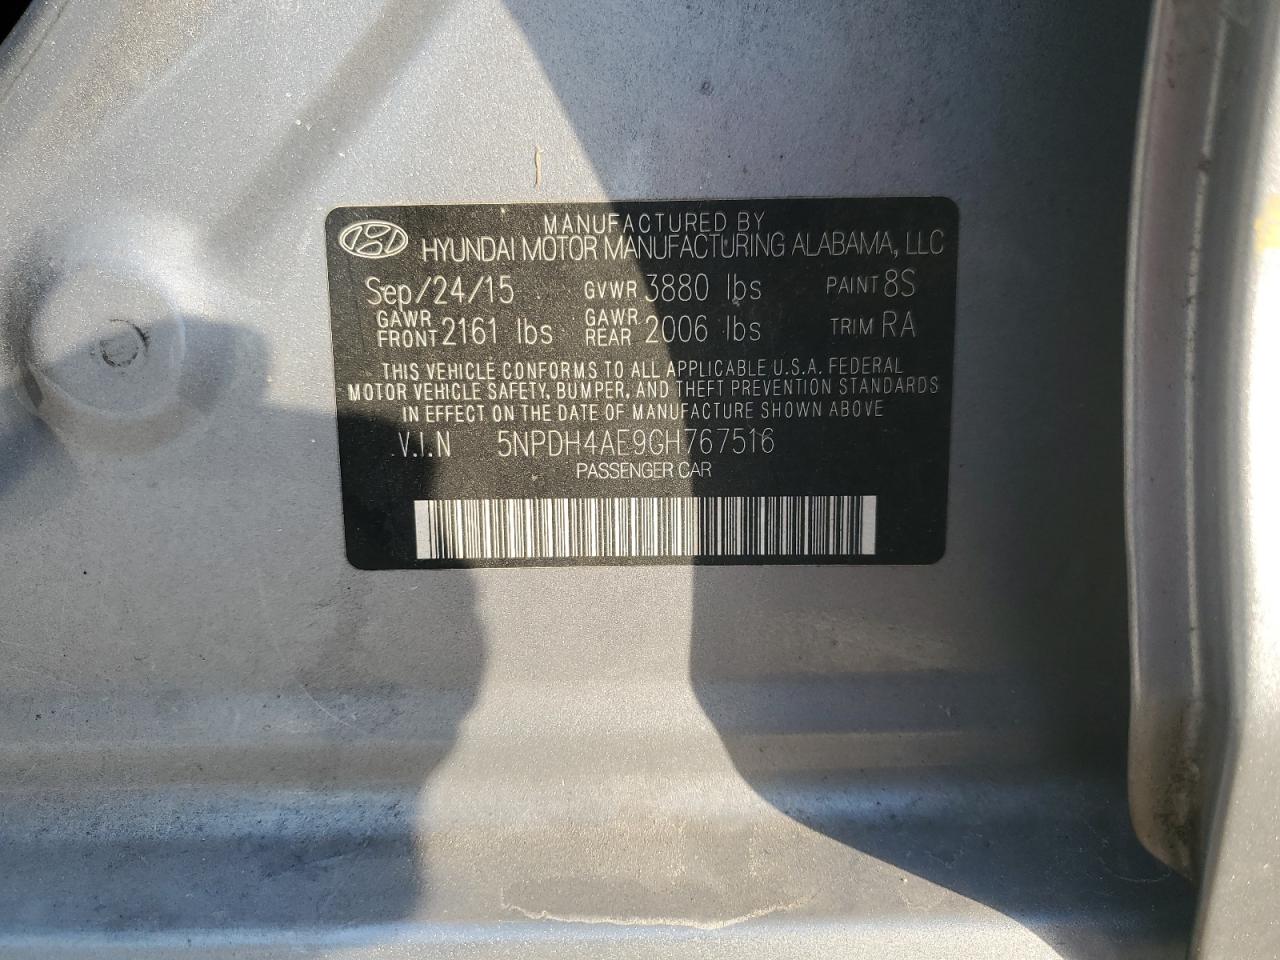 MANUFACTURED BY
HYUNDAI MOTOR MANUFACTURING ALABAMA, LLC
Sep/24/15 GVWR 3880 lbs PAINT 8S
GAWR FRONT 2161 lbs GAWR REAR 2006 lbs TRIM RA
THIS VEHICLE CONFORMS TO ALL APPLICABLE U.S.A. FEDERAL
MOTOR VEHICLE SAFETY, BUMPER, AND THEFT PREVENTION STANDARDS
IN EFFECT ON THE DATE OF MANUFACTURE SHOWN ABOVE
V.I.N 5NPDH4AE9GH767516
PASSENGER CAR